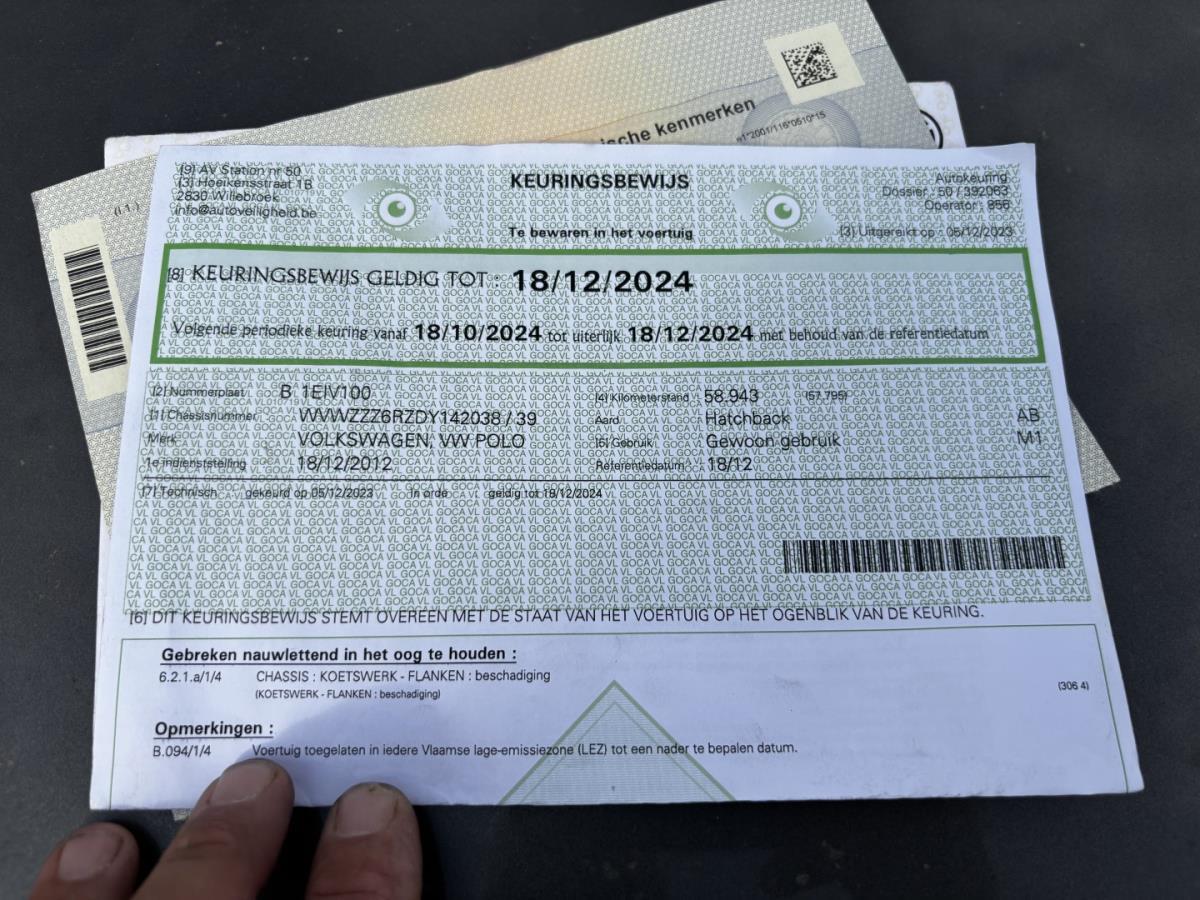 ische kenmerken
n1*2001/116*0510*15
(9) AV Station nr 50
(3) Hoeikensstraat 1B
2830 Willebroek
info@autoveiligheid.be
KEURINGSBEWIJS
Te bewaren in het voertuig
Autokeuring
Dossier : 50 / 392063
Operator : 856
(3) Uitgereikt op : 05/12/2023
[8] KEURINGSBEWIJS GELDIG TOT : 18/12/2024
Volgende periodieke keuring vanaf 18/10/2024 tot uiterlijk 18/12/2024 met behoud van de referentiedatum
(2) Nummerplaat B 1EIV100 (4) Kilometerstand : 58.943 (57.795)
(1) Chassisnummer WVWZZZ6RZDY142038 / 39 Aard : Hatchback AB
Merk VOLKSWAGEN, VW POLO (5) Gebruik : Gewoon gebruik M1
1e indienststelling 18/12/2012 Referentiedatum : 18/12
(7) Technisch : gekeurd op 05/12/2023 in orde geldig tot 18/12/2024
[6] DIT KEURINGSBEWIJS STEMT OVEREEN MET DE STAAT VAN HET VOERTUIG OP HET OGENBLIK VAN DE KEURING.
Gebreken nauwlettend in het oog te houden :
6.2.1.a/1/4 CHASSIS : KOETSWERK - FLANKEN : beschadiging
(KOETSWERK - FLANKEN : beschadiging)
(306 4)
Opmerkingen :
B.094/1/4 Voertuig toegelaten in iedere Vlaamse lage-emissiezone (LEZ) tot een nader te bepalen datum.